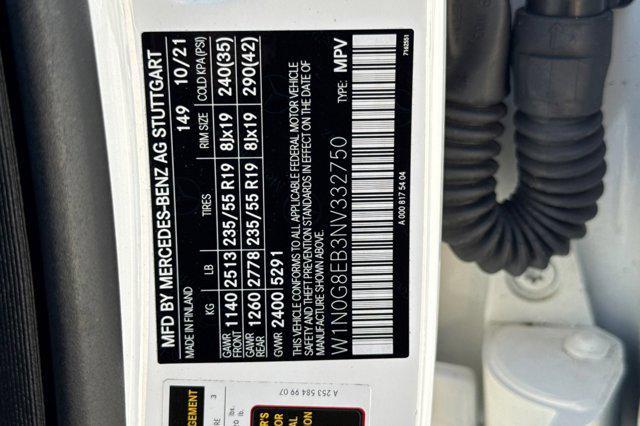 MFD BY MERCEDES-BENZ AG STUTTGART
MADE IN FINLAND 149 10/21
KG LB TIRES RIM SIZE COLD KPA (PSI)
GAWR FRONT 1140 2513 235/55 R19 8Jx19 240(35)
GAWR REAR 1260 2778 235/55 R19 8Jx19 290(42)
GVWR 2400 5291
THIS VEHICLE CONFORMS TO ALL APPLICABLE FEDERAL MOTOR VEHICLE
SAFETY AND THEFT PREVENTION STANDARDS IN EFFECT ON THE DATE OF
MANUFACTURE SHOWN ABOVE.
W1N0G8EB3NV332750 TYPE: MPV
A 000 817 54 04
7162551
A 253 584 99 07